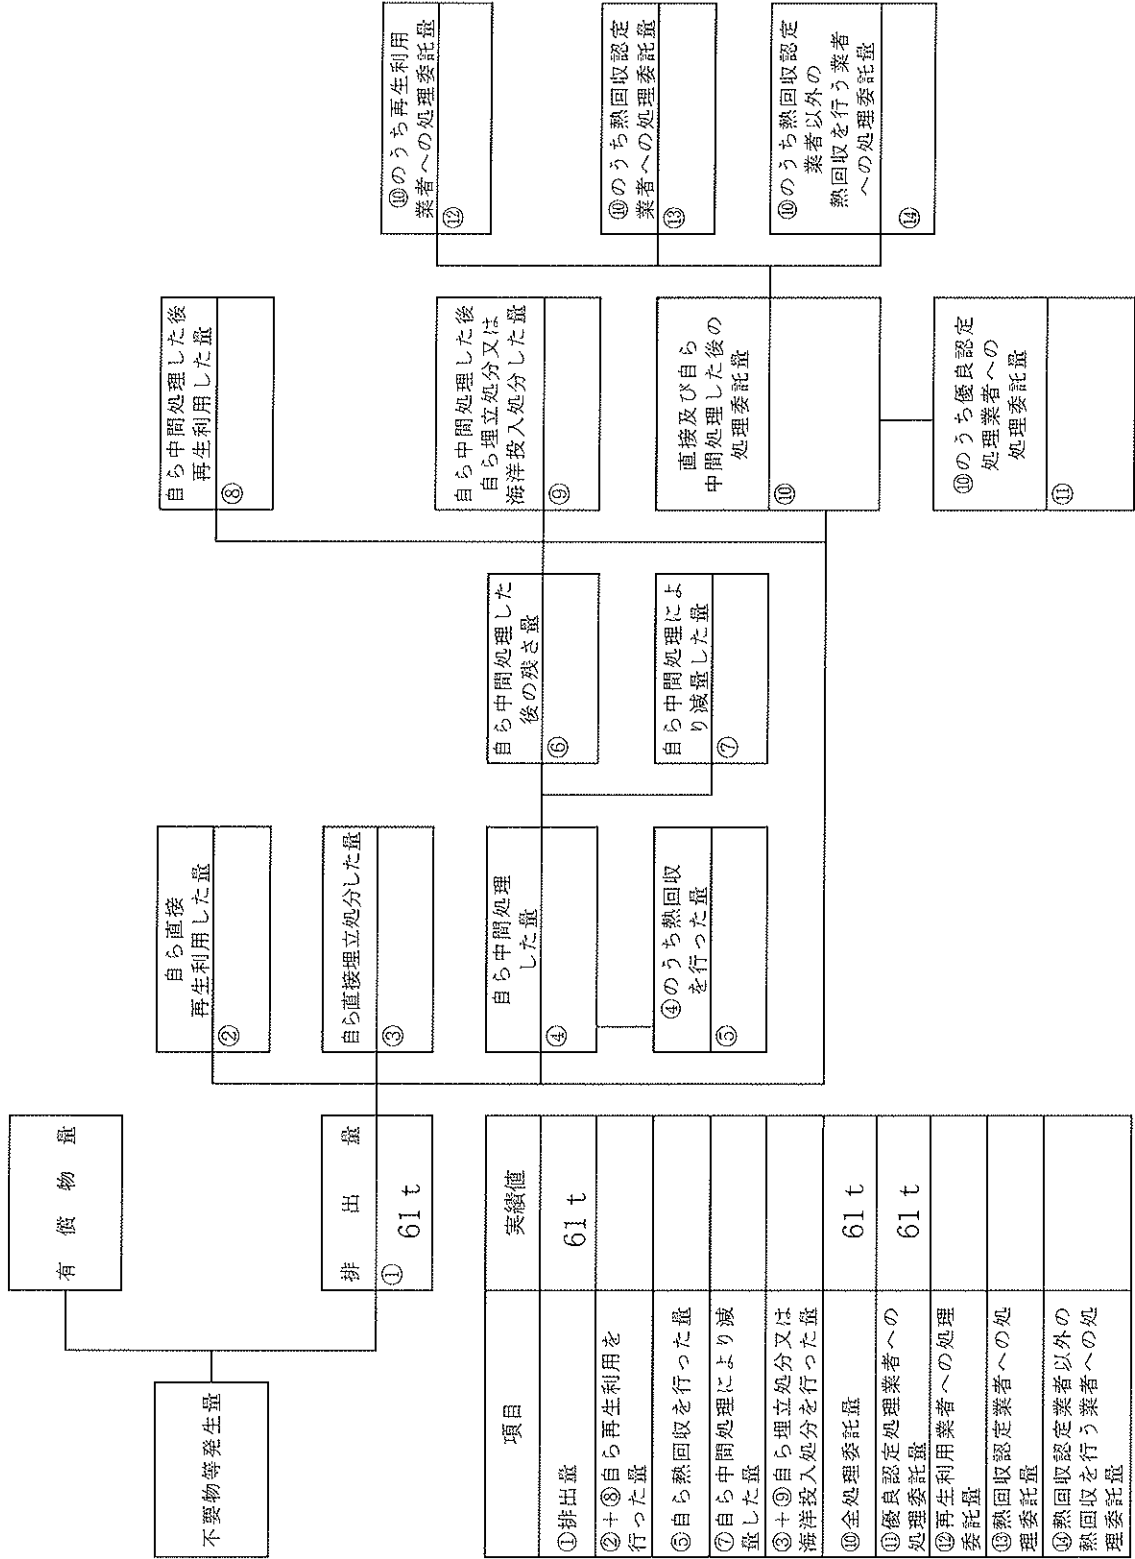 不要物等発生量
有償物量
排出量
①
61 t
自ら直接
再生利用した量
②
自ら直接埋立処分した量
③
自ら中間処理
した量
④
④のうち熱回収
を行った量
⑤
自ら中間処理した
後の残さ量
⑥
自ら中間処理によ
り減量した量
⑦
自ら中間処理した後
再生利用した量
⑧
自ら中間処理した後
自ら埋立処分又は
海洋投入処分した量
⑨
直接及び自ら
中間処理した後の
処理委託量
⑩
⑩のうち優良認定
処理業者への
処理委託量
⑪
⑩のうち再生利用
業者への処理委託量
⑫
⑩のうち熱回収認定
業者への処理委託量
⑬
⑩のうち熱回収認定
業者以外の
熱回収を行う業者
への処理委託量
⑭
項目 実績値
①排出量 61 t
②+⑧自ら再生利用を
行った量
⑤自ら熱回収を行った量
⑦自ら中間処理により減
量した量
③+⑨自ら埋立処分又は
海洋投入処分を行った量
⑩全処理委託量 61 t
⑪優良認定処理業者への
処理委託量 61 t
⑫再生利用業者への処理
委託量
⑬熱回収認定業者への処
理委託量
⑭熱回収認定業者以外の
熱回収を行う業者への処
理委託量